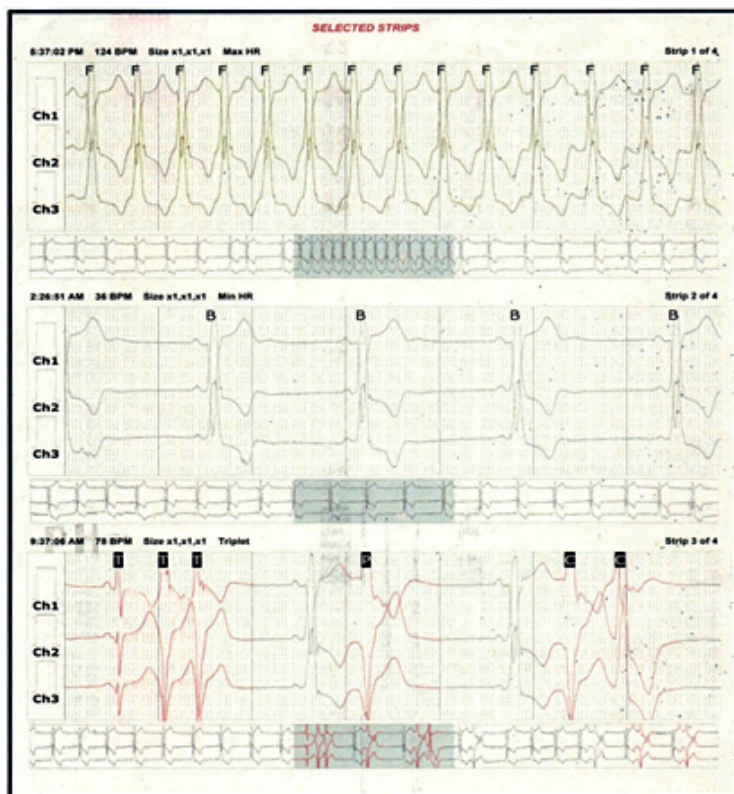 SELECTED STRIPS
5:37:02 PM 124 BPM Size x1,x1,x1 Max HR Strip 1 of 4
F F F F F F F F F F F F F F
Ch1
Ch2
Ch3
2:26:51 AM 36 BPM Size x1,x1,x1 Min HR Strip 2 of 4
B B B B
Ch1
Ch2
Ch3
9:37:06 AM 78 BPM Size x1,x1,x1 Triplet Strip 3 of 4
T T T P C C
Ch1
Ch2
Ch3